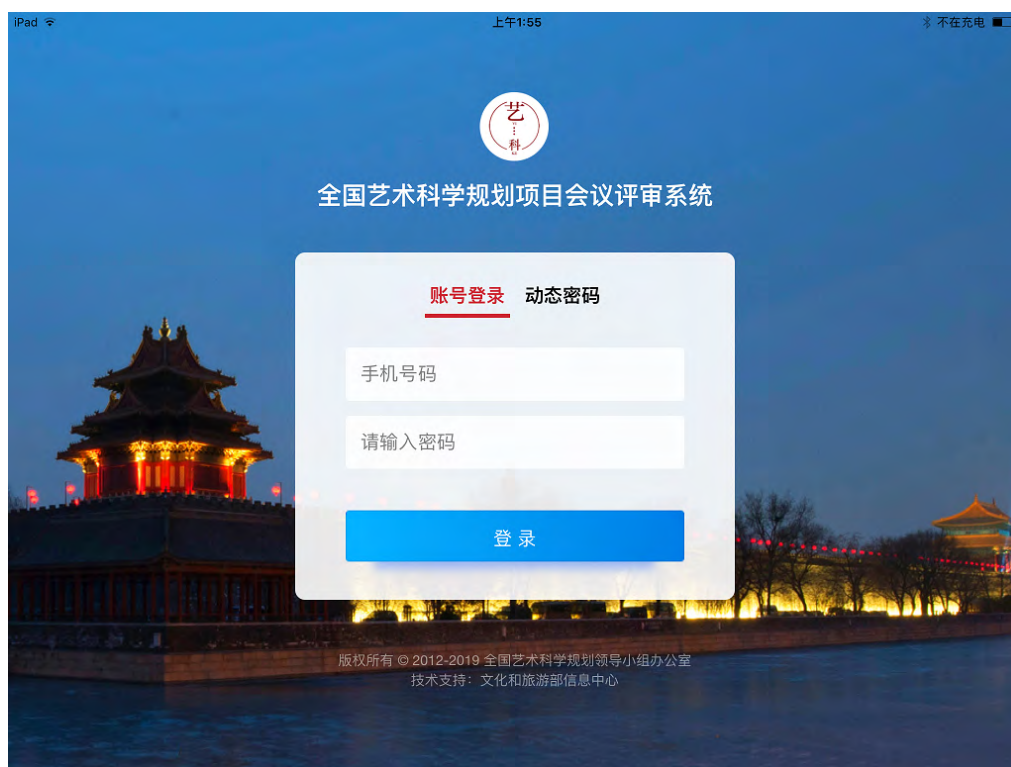 iPad 上午1:55 不在充电
艺
科
全国艺术科学规划项目会议评审系统
账号登录 动态密码
手机号码
请输入密码
登 录
版权所有 © 2012-2019 全国艺术科学规划领导小组办公室
技术支持：文化和旅游部信息中心